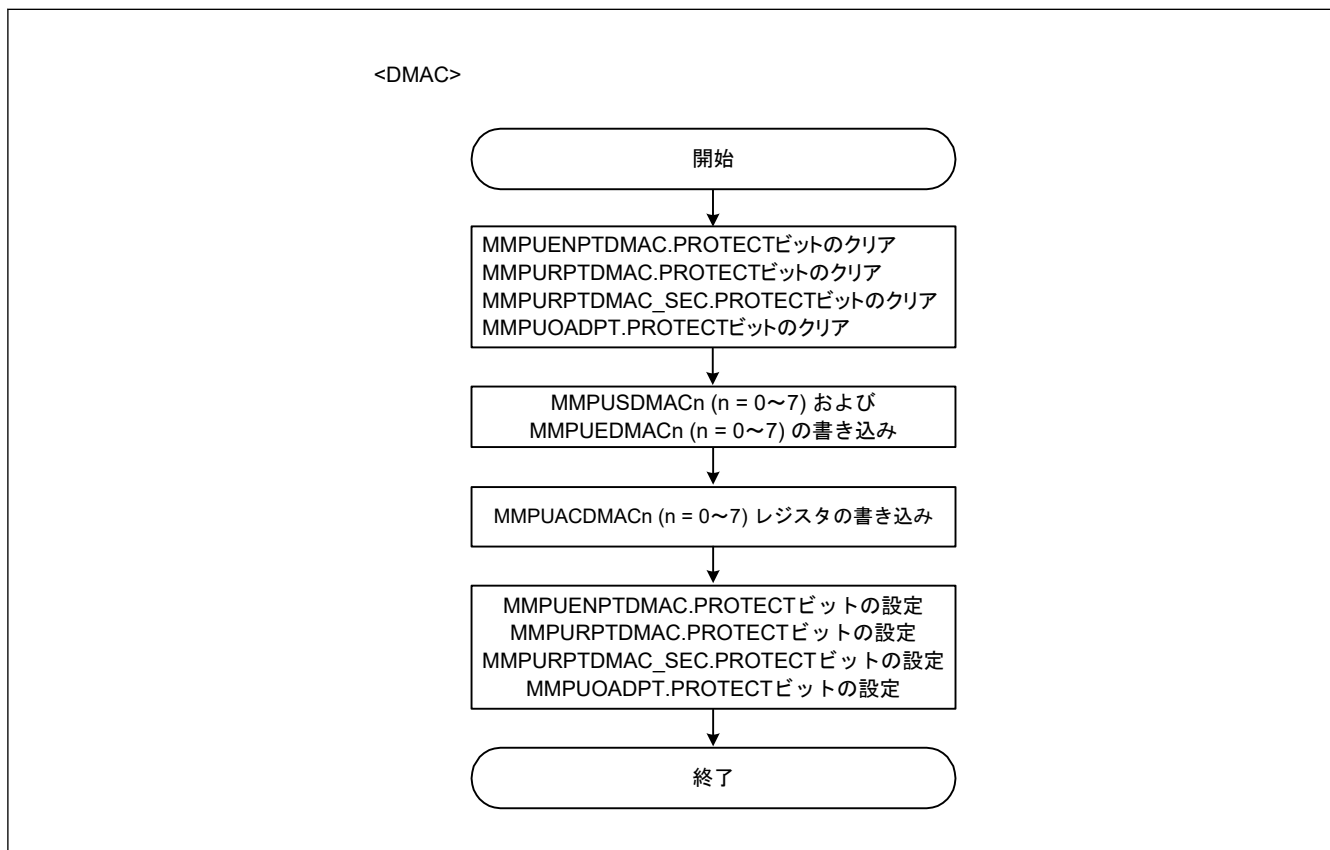 <DMAC>
開始
MMPUENPTDMAC.PROTECTビットのクリア
MMPURPTDMAC.PROTECTビットのクリア
MMPURPTDMAC_SEC.PROTECTビットのクリア
MMPUOADPT.PROTECTビットのクリア
MMPUSDMACn (n = 0～7) および
MMPUEDMACn (n = 0～7) の書き込み
MMPUACDMACn (n = 0～7) レジスタの書き込み
MMPUENPTDMAC.PROTECTビットの設定
MMPURPTDMAC.PROTECTビットの設定
MMPURPTDMAC_SEC.PROTECTビットの設定
MMPUOADPT.PROTECTビットの設定
終了